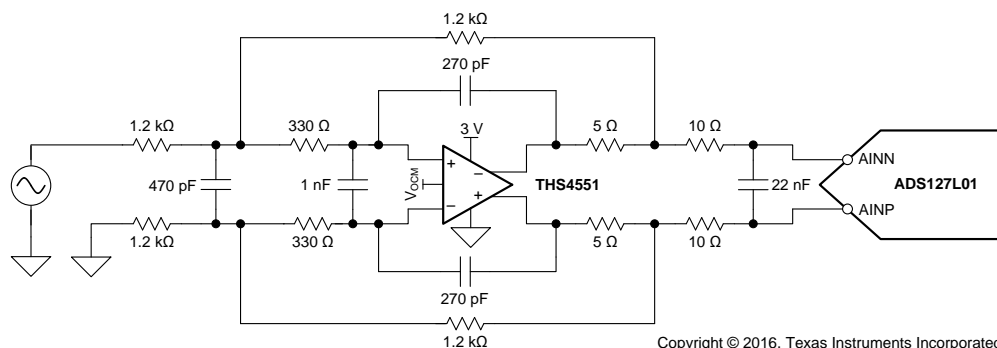 1.2 kΩ
270 pF
1.2 kΩ
330 Ω
5 Ω
10 Ω
3 V
AINN
+
−
THS4551
470 pF
1 nF
VOCM
22 nF
ADS127L01
−
+
AINP
1.2 kΩ
330 Ω
5 Ω
10 Ω
270 pF
1.2 kΩ
Copyright © 2016, Texas Instruments Incorporated